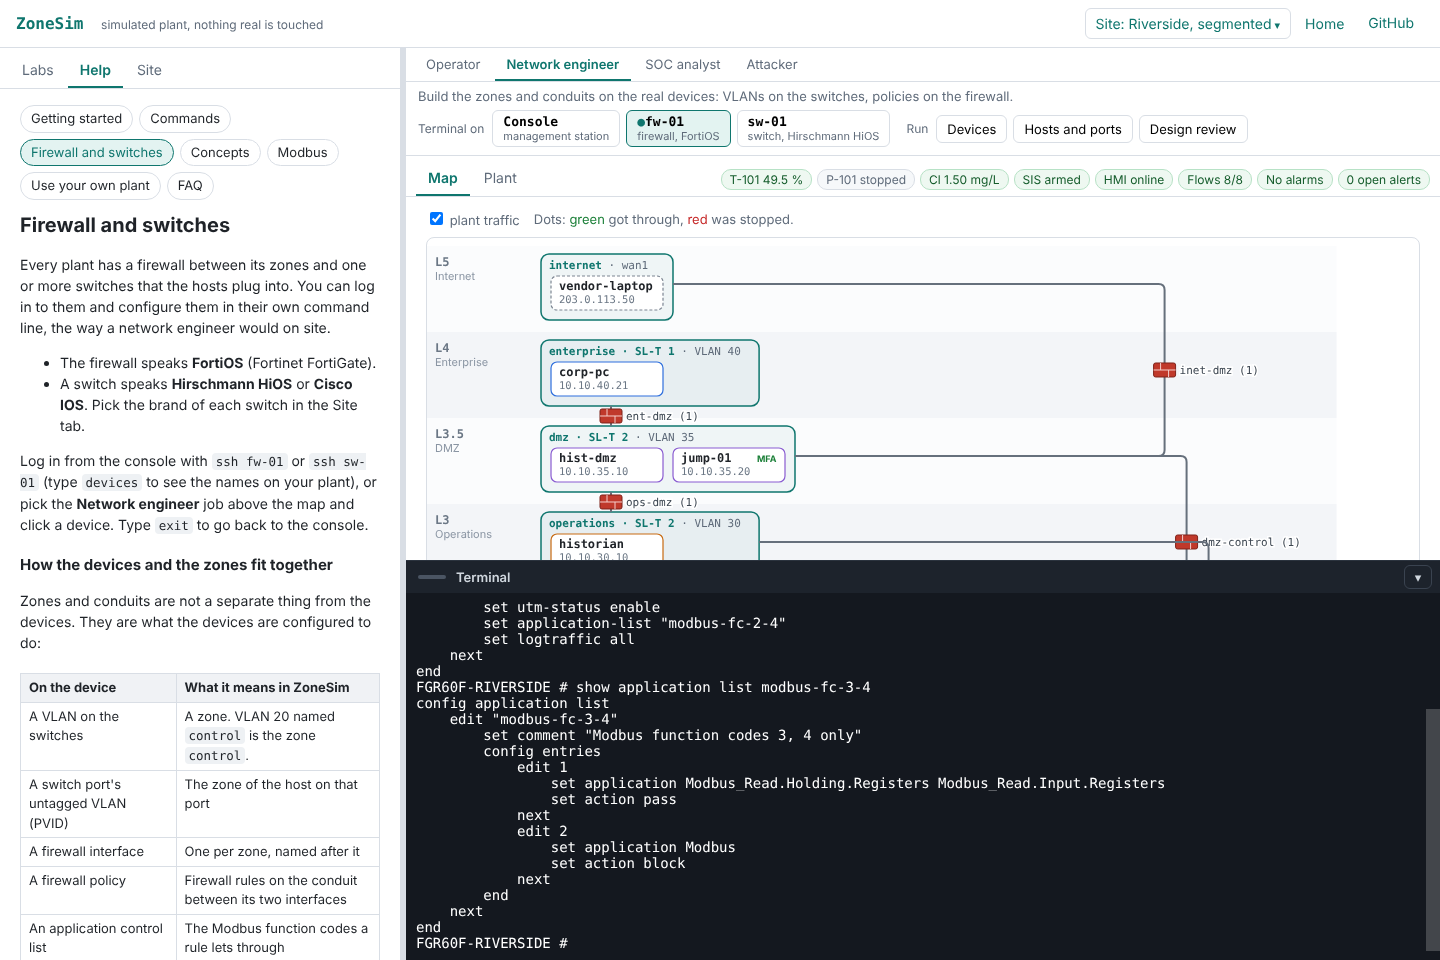 ZoneSim
simulated plant, nothing real is touched
Site: Riverside, segmented ▾
Home
GitHub
Labs
Help
Site
Getting started
Commands
Firewall and switches
Concepts
Modbus
Use your own plant
FAQ
Firewall and switches
Every plant has a firewall between its zones and one
or more switches that the hosts plug into. You can log
in to them and configure them in their own command
line, the way a network engineer would on site.
• The firewall speaks FortiOS (Fortinet FortiGate).
• A switch speaks Hirschmann HiOS or Cisco
IOS. Pick the brand of each switch in the Site
tab.
Log in from the console with ssh fw-01 or ssh sw-
01 (type devices to see the names on your plant), or
pick the Network engineer job above the map and
click a device. Type exit to go back to the console.
How the devices and the zones fit together
Zones and conduits are not a separate thing from the
devices. They are what the devices are configured to
do:
On the device
What it means in ZoneSim
A VLAN on the
switches
A zone. VLAN 20 named
control is the zone
control.
A switch port's
untagged VLAN
(PVID)
The zone of the host on that
port
A firewall interface
One per zone, named after it
A firewall policy
Firewall rules on the conduit
between its two interfaces
An application control
list
The Modbus function codes a
rule lets through
Operator
Network engineer
SOC analyst
Attacker
Build the zones and conduits on the real devices: VLANs on the switches, policies on the firewall.
Terminal on
Console
management station
●fw-01
firewall, FortiOS
sw-01
switch, Hirschmann HiOS
Run
Devices
Hosts and ports
Design review
Map
Plant
T-101 49.5 %
P-101 stopped
Cl 1.50 mg/L
SIS armed
HMI online
Flows 8/8
No alarms
0 open alerts
plant traffic
Dots: green got through, red was stopped.
L5
Internet
internet · wan1
vendor-laptop
203.0.113.50
L4
Enterprise
enterprise · SL-T 1 · VLAN 40
corp-pc
10.10.40.21
inet-dmz (1)
ent-dmz (1)
L3.5
DMZ
dmz · SL-T 2 · VLAN 35
hist-dmz
10.10.35.10
jump-01 MFA
10.10.35.20
ops-dmz (1)
L3
Operations
operations · SL-T 2 · VLAN 30
historian
10.10.30.10
dmz-control (1)
Terminal
▾
        set utm-status enable
        set application-list "modbus-fc-2-4"
        set logtraffic all
    next
end
FGR60F-RIVERSIDE # show application list modbus-fc-3-4
config application list
    edit "modbus-fc-3-4"
        set comment "Modbus function codes 3, 4 only"
        config entries
            edit 1
                set application Modbus_Read.Holding.Registers Modbus_Read.Input.Registers
                set action pass
            next
            edit 2
                set application Modbus
                set action block
            next
        end
    next
end
FGR60F-RIVERSIDE #